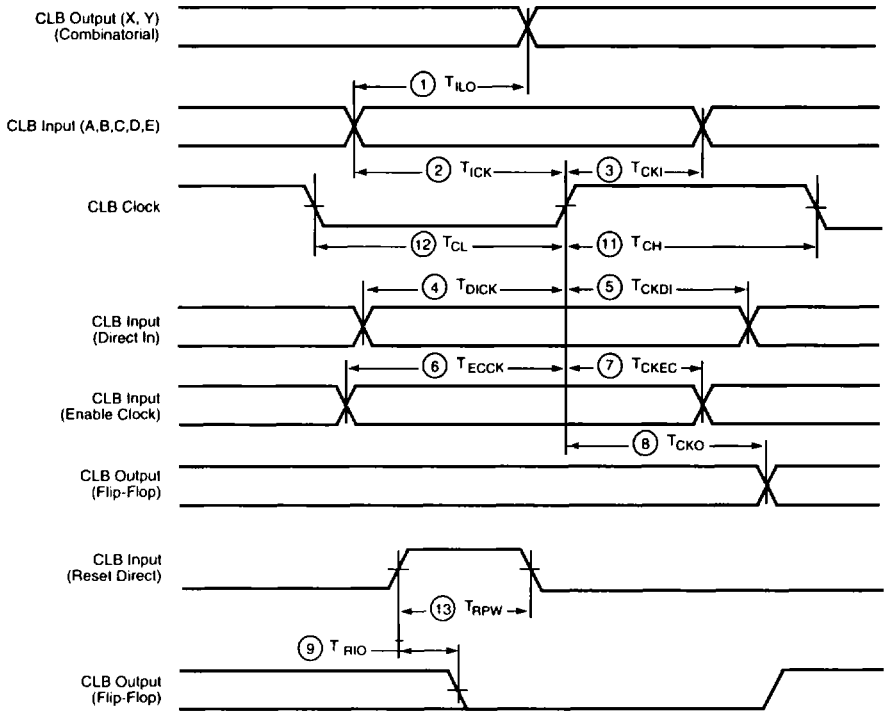 CLB Output (X, Y)
(Combinatorial)
1 TILO
CLB Input (A,B,C,D,E)
2 TICK
3 TCKI
CLB Clock
12 TCL
11 TCH
4 TDICK
5 TCKDI
CLB Input
(Direct In)
6 TECCK
7 TCKEC
CLB Input
(Enable Clock)
8 TCKO
CLB Output
(Flip-Flop)
CLB Input
(Reset Direct)
13 TRPW
9 T RIO
CLB Output
(Flip-Flop)